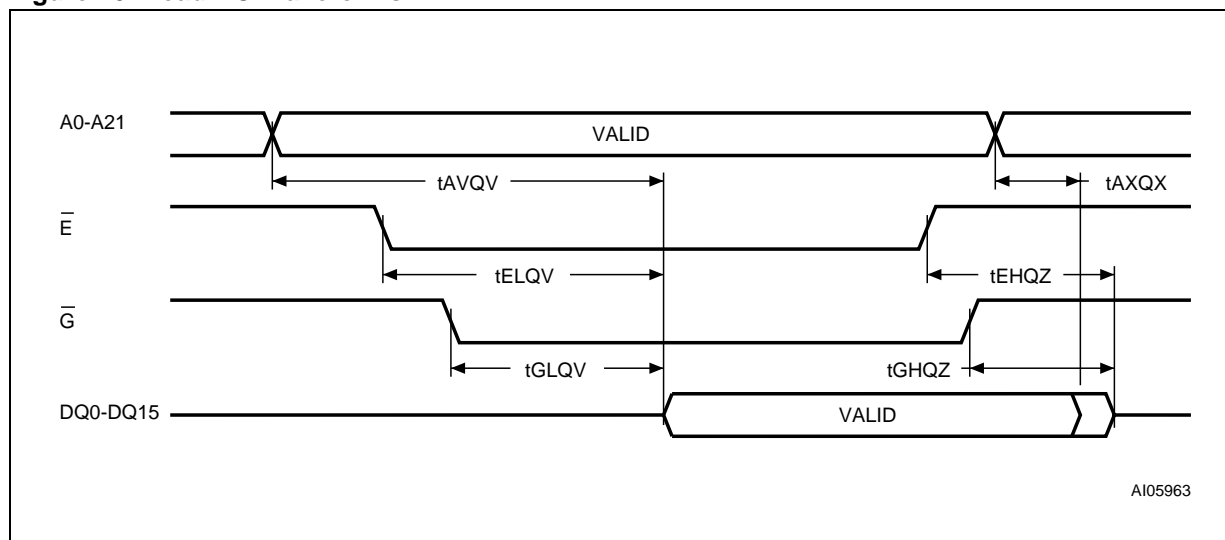 A0-A21
VALID
tAVQV
tAXQX
E
tELQV
tEHQZ
G
tGLQV
tGHQZ
DQ0-DQ15
VALID
AI05963